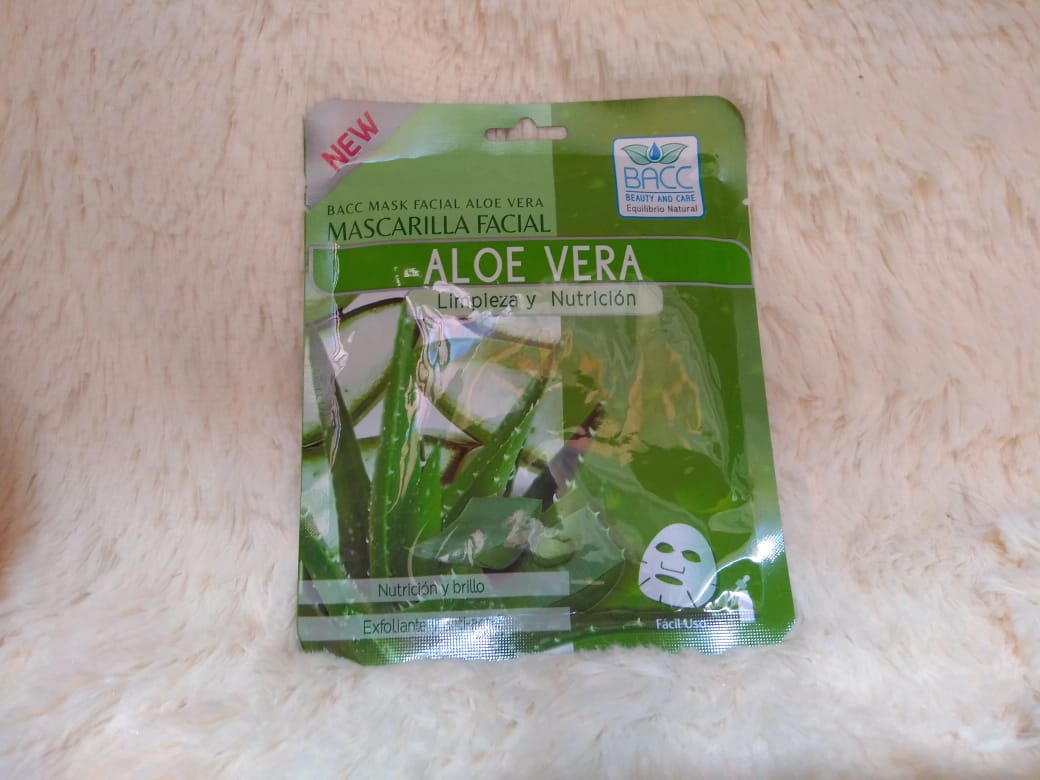 NEW
BACC
BEAUTY AND CARE
Equilibrio Natural
BACC MASK FACIAL ALOE VERA
MASCARILLA FACIAL
ALOE VERA
Limpieza y Nutrición
Nutrición y brillo
Exfoliante
Fácil Uso